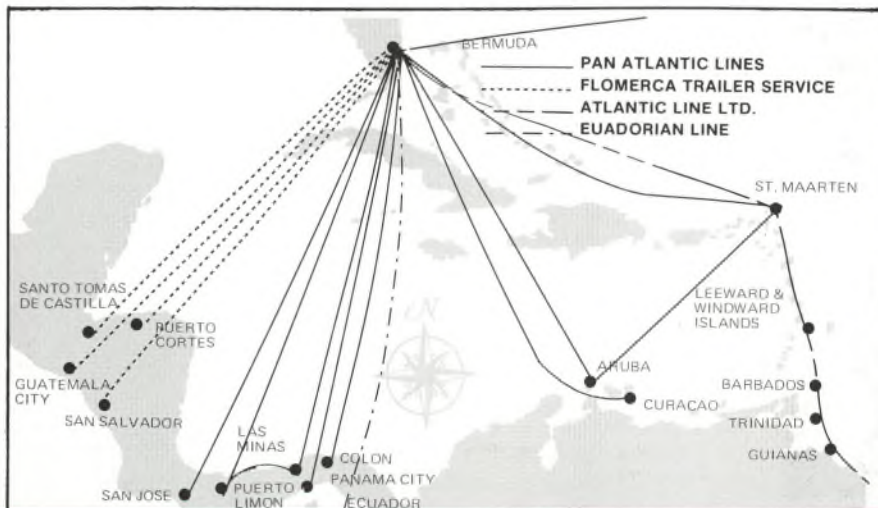 BERMUDA
PAN ATLANTIC LINES
FLOMERCA TRAILER SERVICE
ATLANTIC LINE LTD.
EUADORIAN LINE
ST. MAARTEN
SANTO TOMAS
DE CASTILLA
PUERTO
CORTES
LEEWARD &
WINDWARD
ISLANDS
N
GUATEMALA
CITY
ARUBA
BARBADOS
CURACAO
SAN SALVADOR
TRINIDAD
LAS
MINAS
GUIANAS
COLON
PANAMA CITY
SAN JOSE
PUERTO
LIMON
ECUADOR